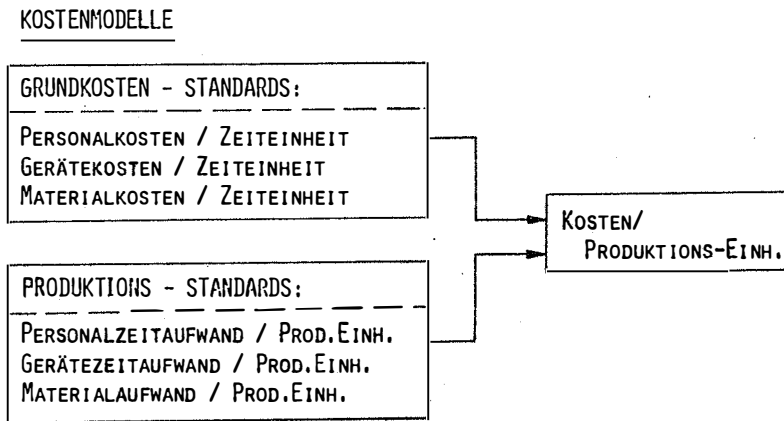 KOSTENMODELLE
GRUNDKOSTEN - STANDARDS:
PERSONALKOSTEN / ZEITEINHEIT
GERÄTEKOSTEN / ZEITEINHEIT
MATERIALKOSTEN / ZEITEINHEIT
KOSTEN/
PRODUKTIONS-EINH.
PRODUKTIONS - STANDARDS:
PERSONALZEITAUFWAND / PROD.EINH.
GERÄTEZEITAUFWAND / PROD.EINH.
MATERIALAUFWAND / PROD.EINH.